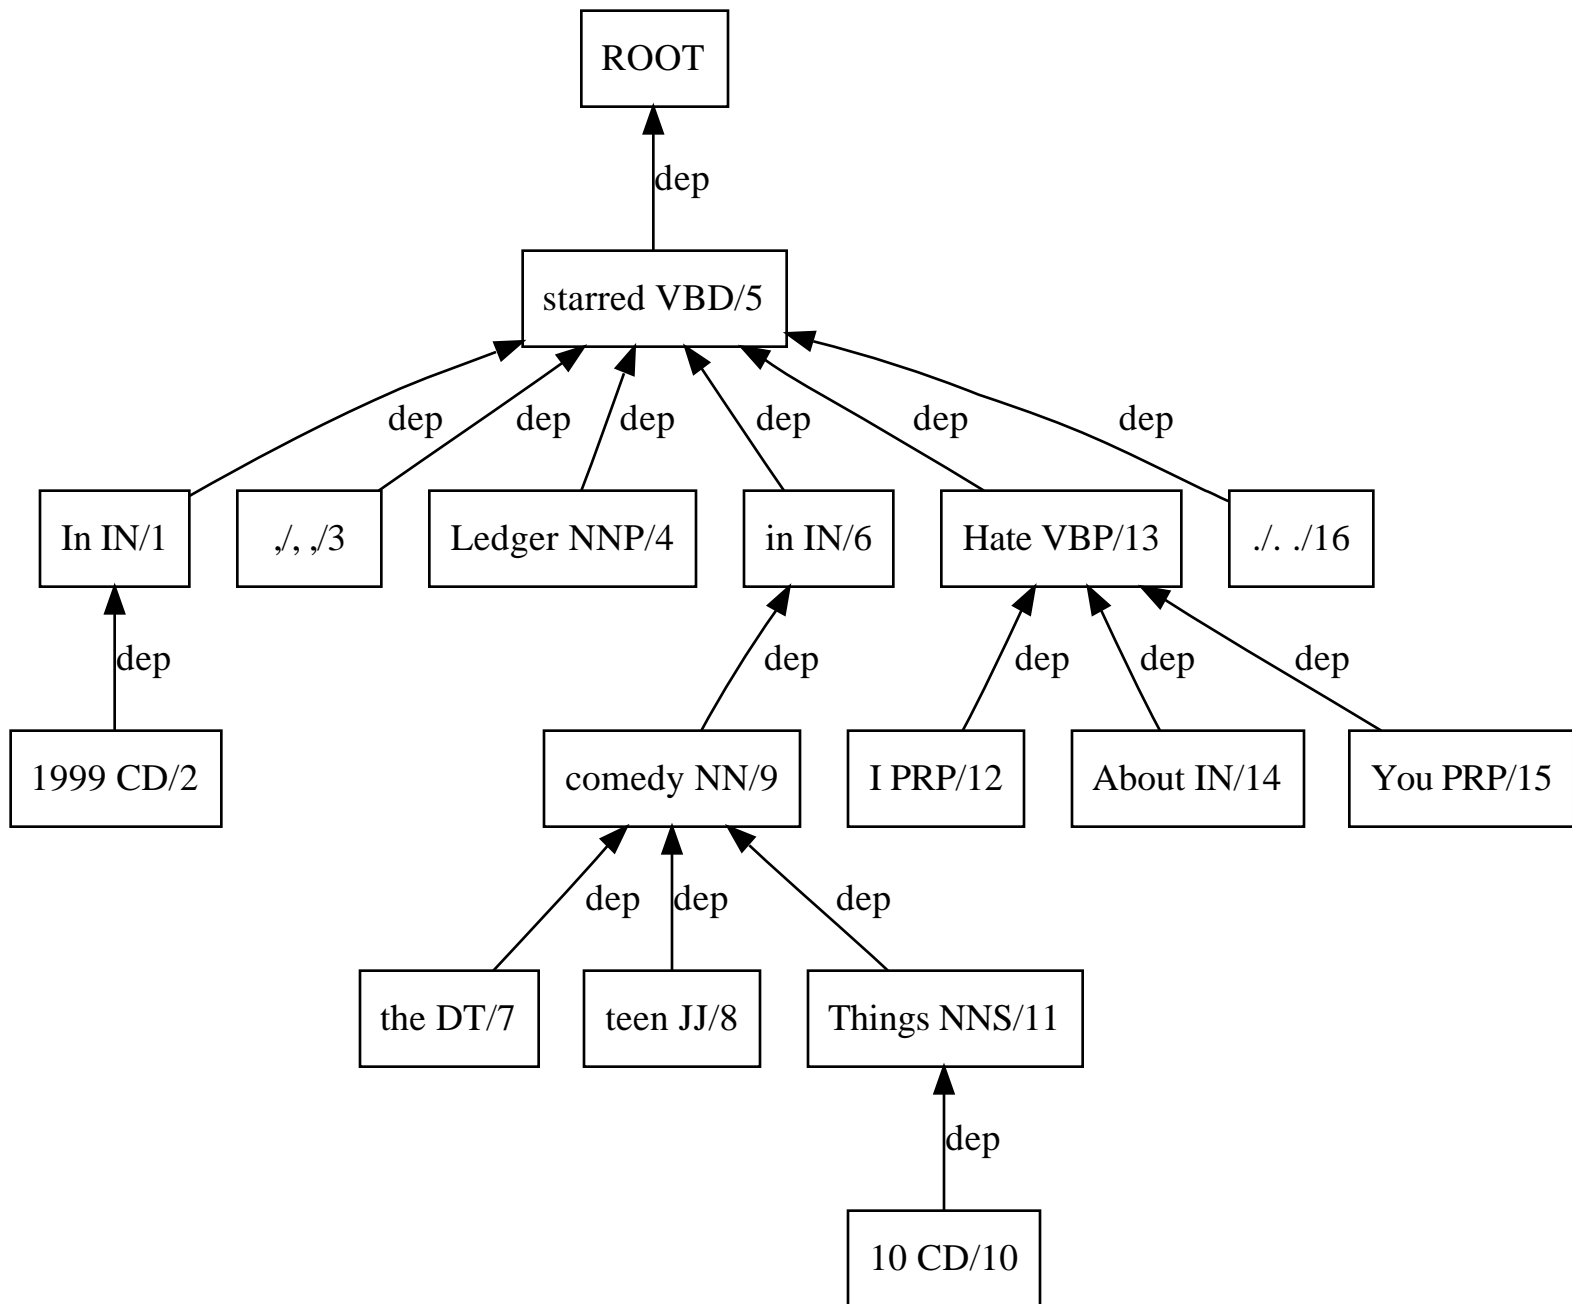 ROOT
dep
starred VBD/5
dep dep dep dep dep dep
In IN/1 ,/, ,/3 Ledger NNP/4 in IN/6 Hate VBP/13 ./. ./16
dep dep dep dep dep
1999 CD/2 comedy NN/9 I PRP/12 About IN/14 You PRP/15
dep dep dep
the DT/7 teen JJ/8 Things NNS/11
dep
10 CD/10